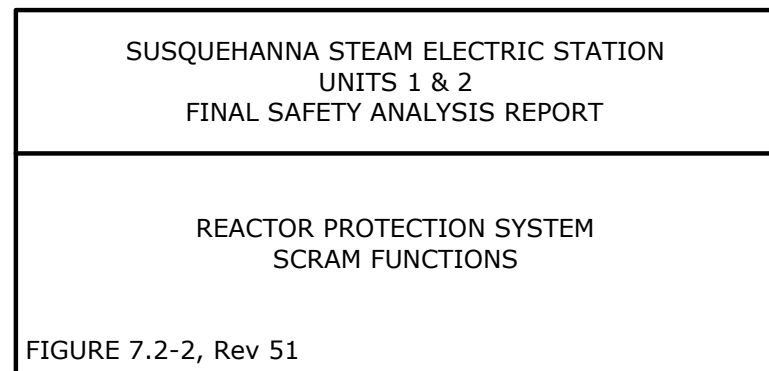 SUSQUEHANNA STEAM ELECTRIC STATION
UNITS 1 & 2
FINAL SAFETY ANALYSIS REPORT
REACTOR PROTECTION SYSTEM
SCRAM FUNCTIONS
FIGURE 7.2-2, Rev 51